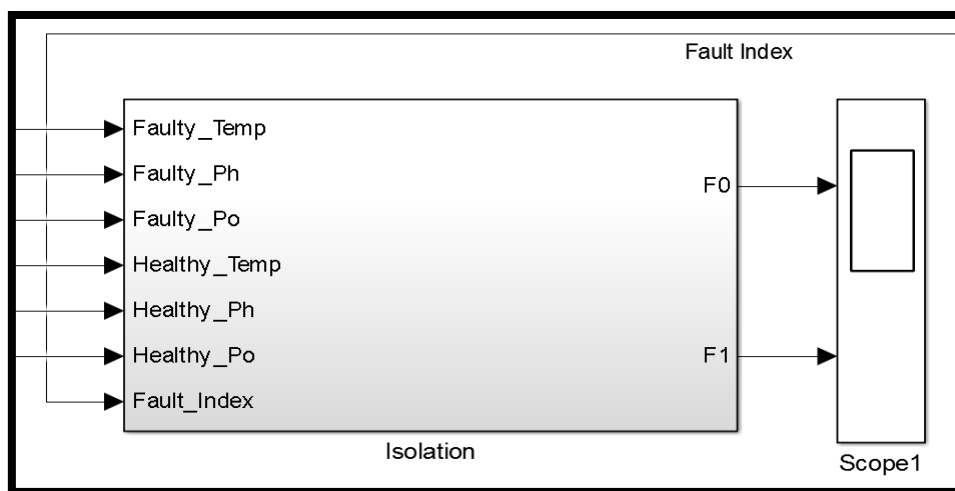 Fault Index
Faulty_Temp
Faulty_Ph
Faulty_Po
Healthy_Temp
Healthy_Ph
Healthy_Po
Fault_Index
F0
F1
Isolation
Scope1